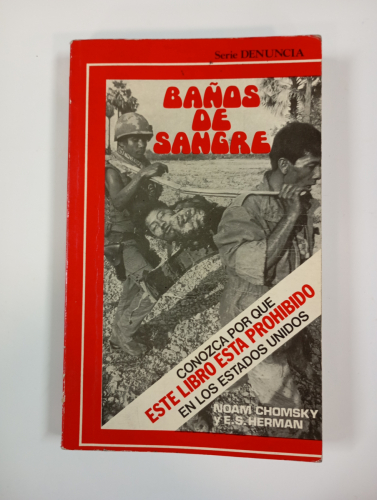 Serie DENUNCIA
BAÑOS
DE
SANGRE
CONOZCA POR QUE
ESTE LIBRO ESTA PROHIBIDO
EN LOS ESTADOS UNIDOS
NOAM CHOMSKY
y E.S. HERMAN